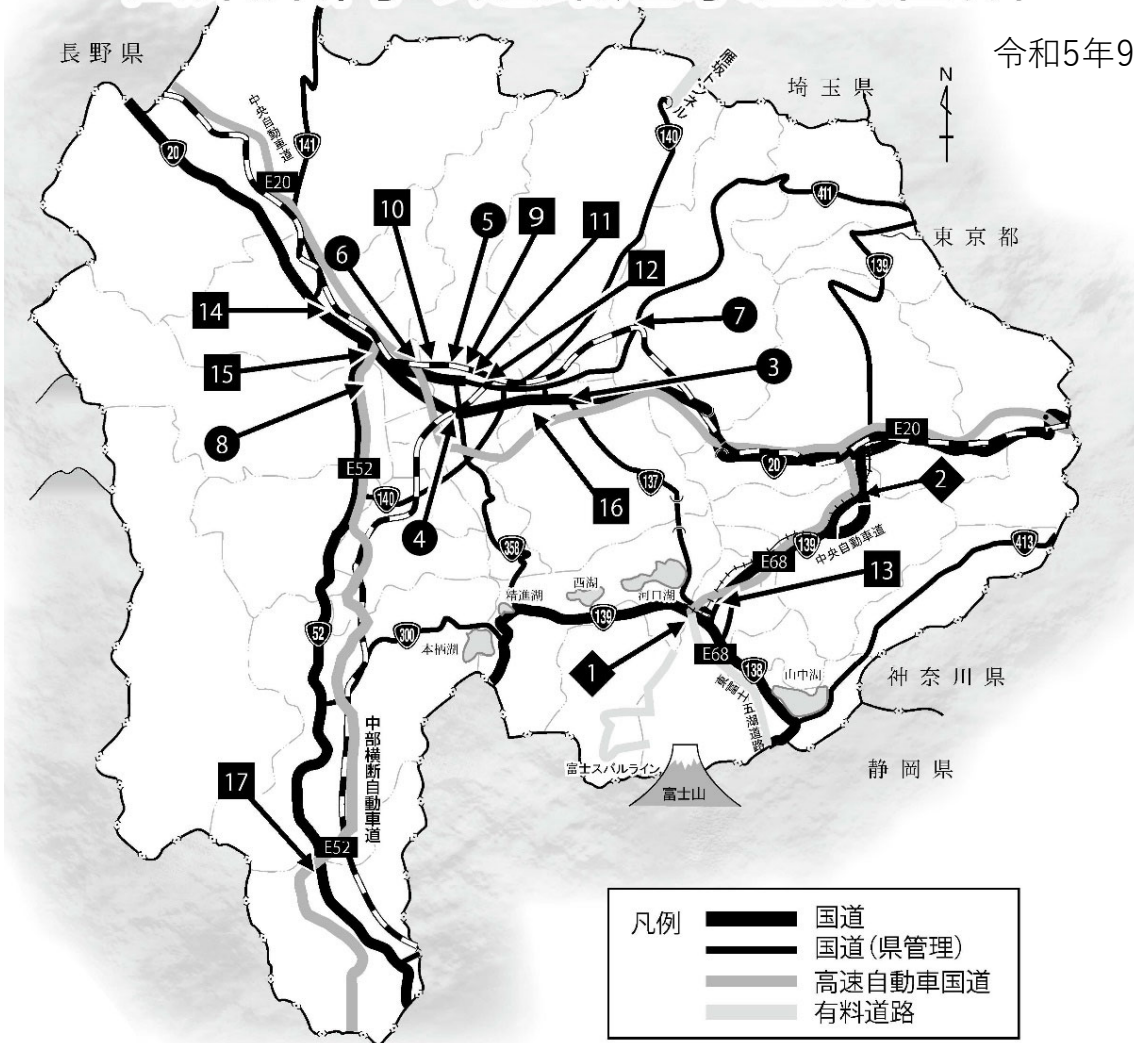 令和5年9
長野県
埼玉県
N
雁坂トンネル
中央自動車道
141
140
20
E20
411
東京都
139
10
5
9
11
6
12
14
7
15
3
8
E20
E52
20
2
140
137
16
4
139
中央自動車道
413
358
E68
13
西湖
河口湖
精進湖
139
52
300
本栖湖
1
E68
138
山中湖
神奈川県
東富士五湖道路
中部横断自動車道
富士スバルライン
富士山
静岡県
17
E52
凡例
国道
国道(県管理)
高速自動車国道
有料道路